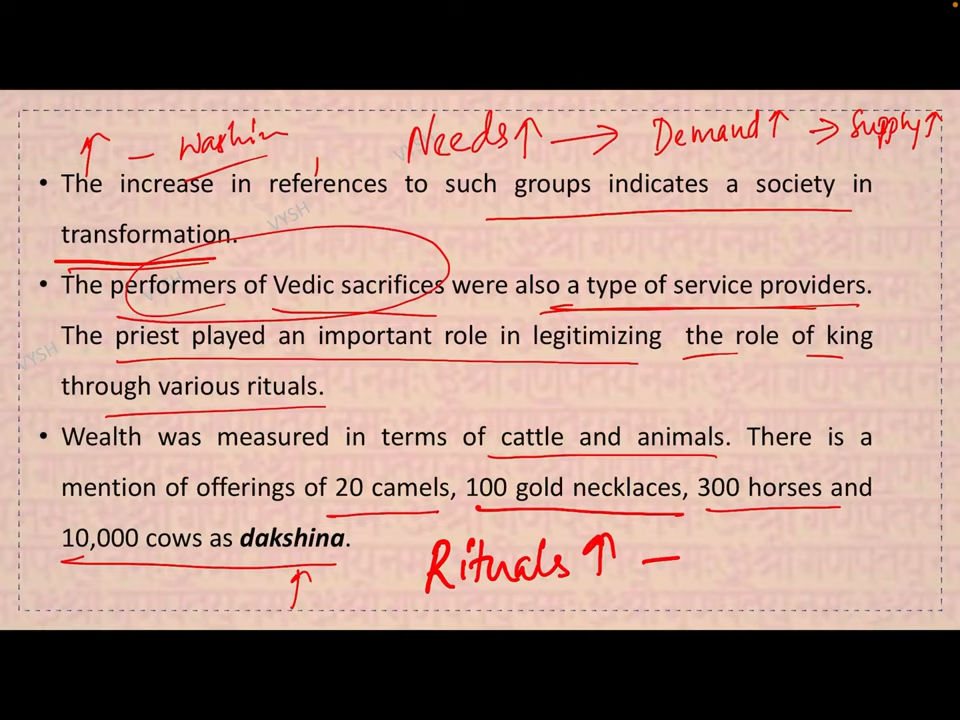 ↑ – washin Needs↑ → Demand↑ → Supply↑
• The increase in references to such groups indicates a society in
transformation.
• The performers of Vedic sacrifices were also a type of service providers.
The priest played an important role in legitimizing the role of king
through various rituals.
• Wealth was measured in terms of cattle and animals. There is a
mention of offerings of 20 camels, 100 gold necklaces, 300 horses and
10,000 cows as dakshina.
↑ Rituals ↑ –
VYSH
VYSH
VYSH